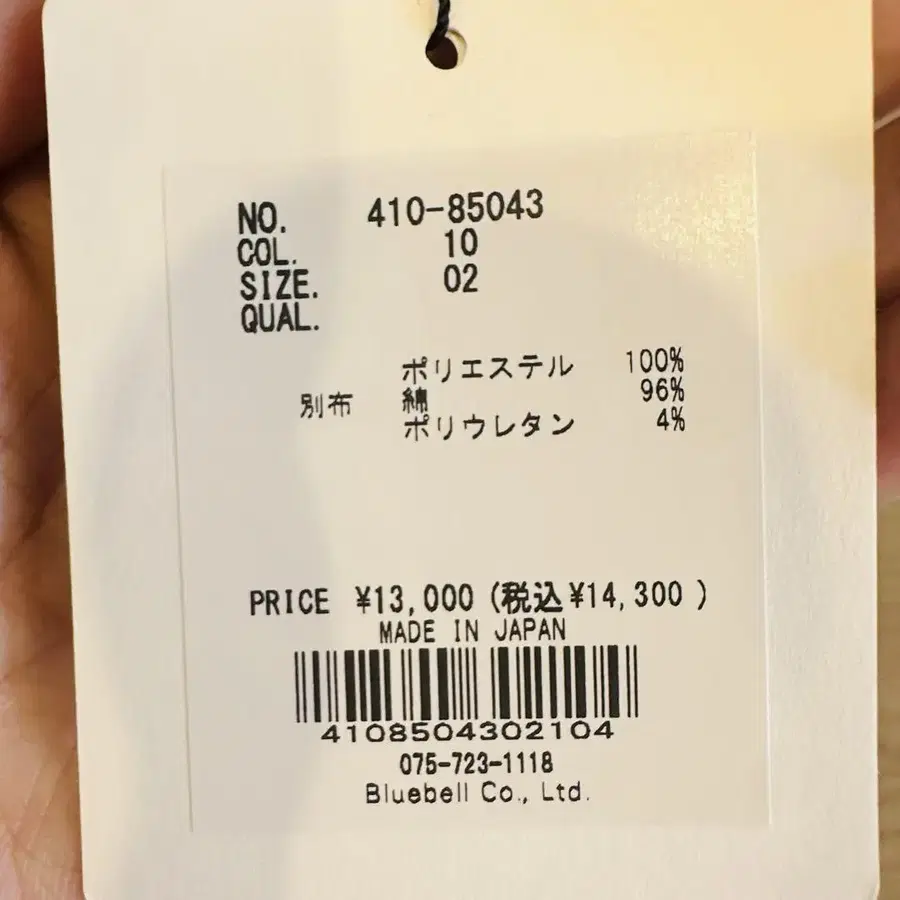 NO. 410-85043
COL. 10
SIZE. 02
QUAL.
ポリエステル 100%
別布 綿 96%
ポリウレタン 4%
PRICE ¥13,000 (税込¥14,300 )
MADE IN JAPAN
4108504302104
075-723-1118
Bluebell Co., Ltd.